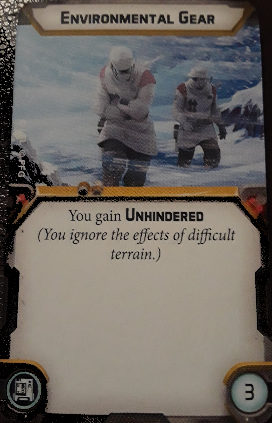 ENVIRONMENTAL GEAR
You gain UNHINDERED
(You ignore the effects of difficult
terrain.)
3